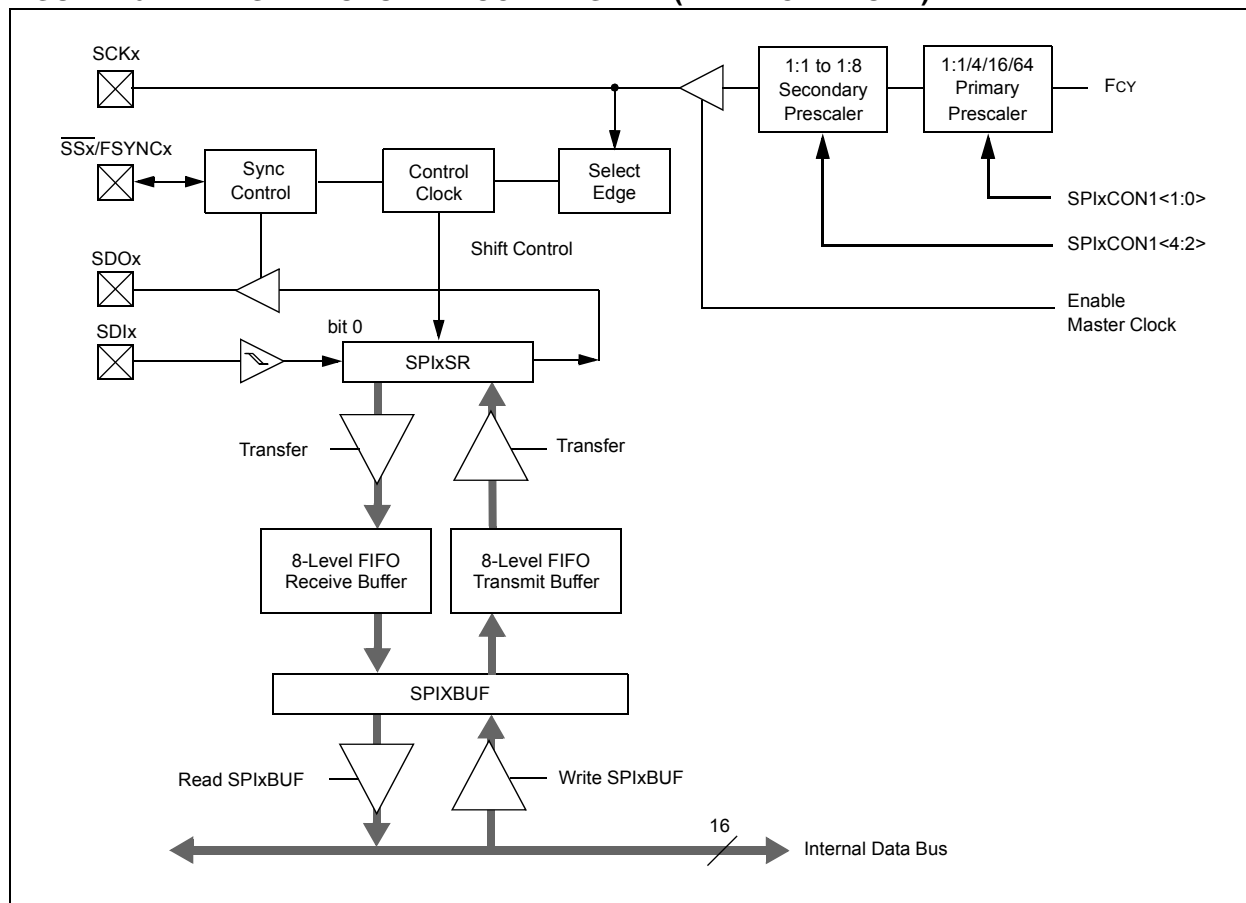 SCKx
1:1 to 1:8
Secondary
Prescaler
1:1/4/16/64
Primary
Prescaler
FCY
SSx/FSYNCx
Sync
Control
Control
Clock
Select
Edge
SPIxCON1<1:0>
SPIxCON1<4:2>
Shift Control
SDOx
Enable
Master Clock
SDIx
bit 0
SPIxSR
Transfer
Transfer
8-Level FIFO
Receive Buffer
8-Level FIFO
Transmit Buffer
SPIXBUF
Read SPIxBUF
Write SPIxBUF
16
Internal Data Bus